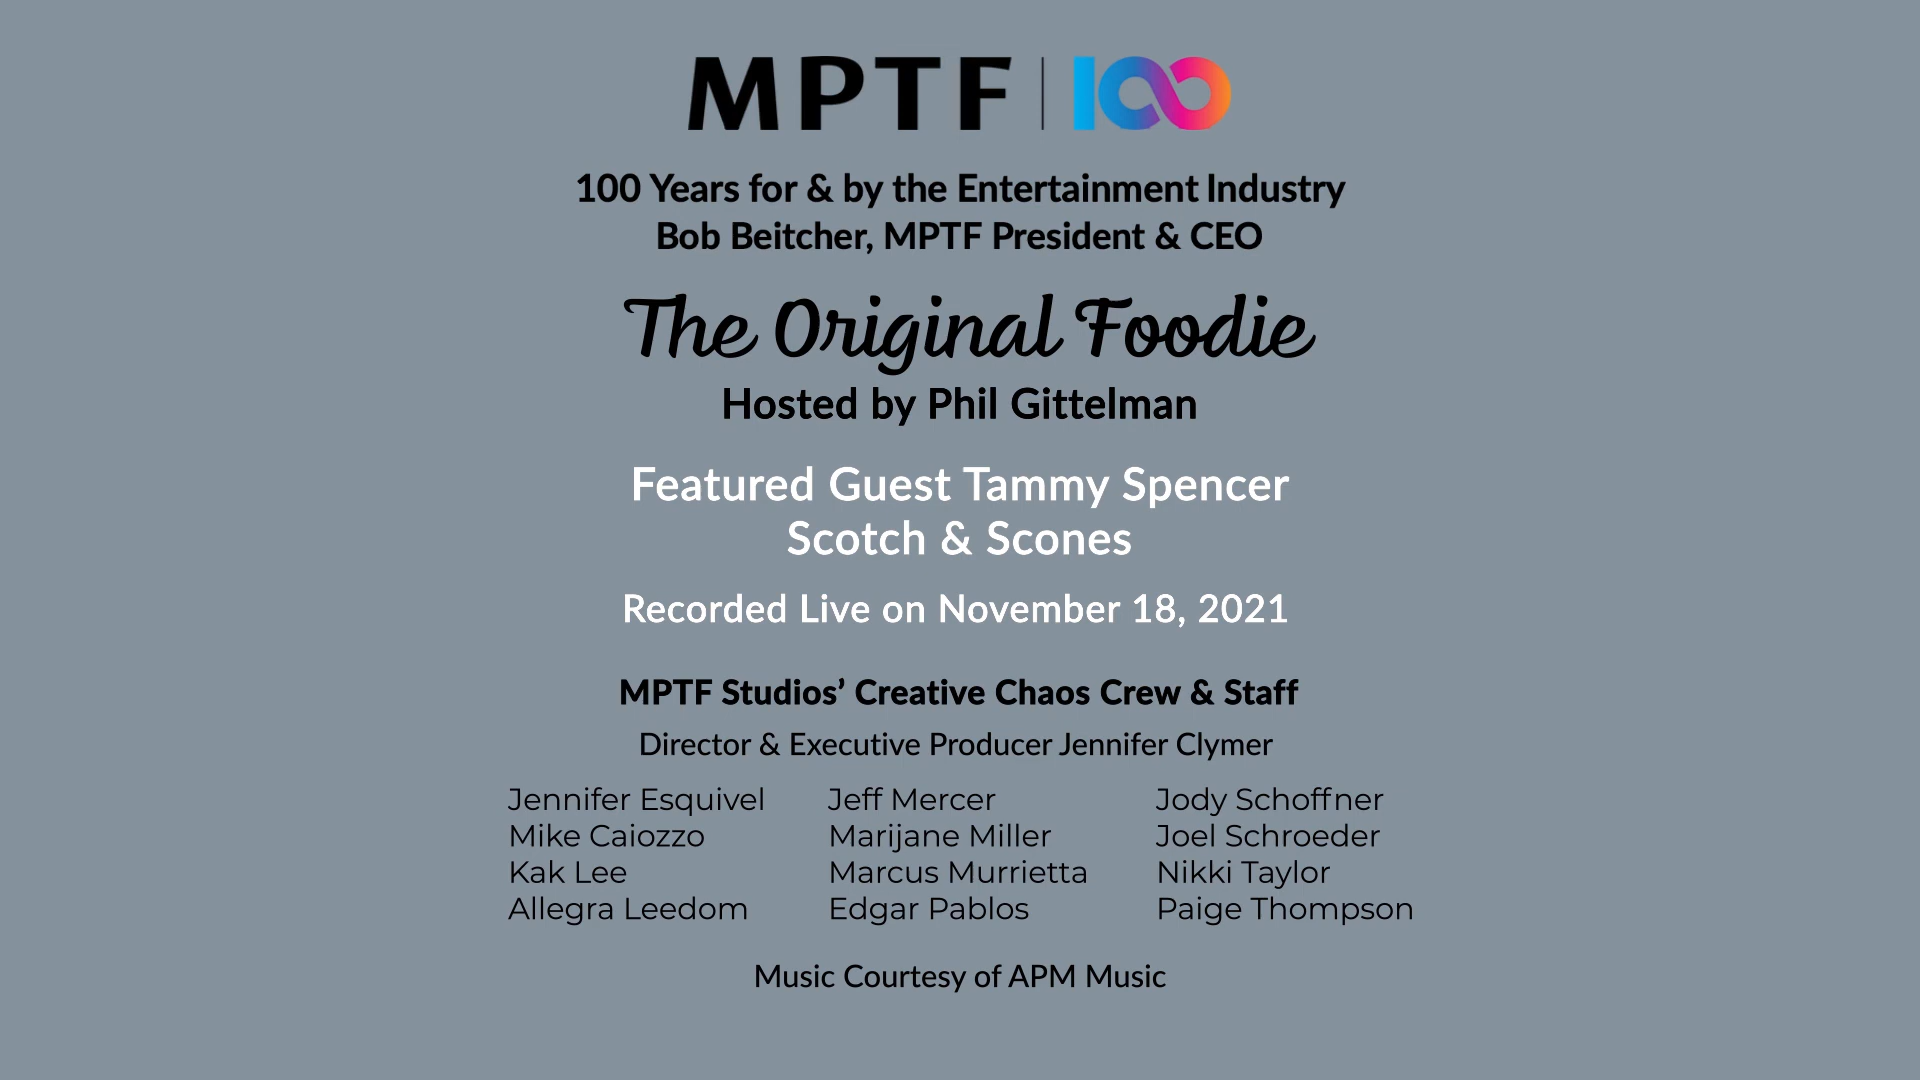 MPTF | 100
100 Years for & by the Entertainment Industry
Bob Beitcher, MPTF President & CEO
The Original Foodie
Hosted by Phil Gittelman
Featured Guest Tammy Spencer
Scotch & Scones
Recorded Live on November 18, 2021
MPTF Studios’ Creative Chaos Crew & Staff
Director & Executive Producer Jennifer Clymer
Jennifer Esquivel
Mike Caiozzo
Kak Lee
Allegra Leedom
Jeff Mercer
Marijane Miller
Marcus Murrietta
Edgar Pablos
Jody Schoffner
Joel Schroeder
Nikki Taylor
Paige Thompson
Music Courtesy of APM Music